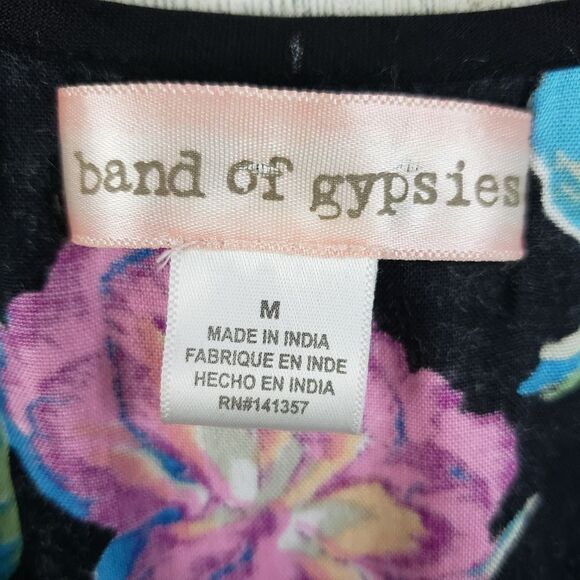 band of gypsies
M
MADE IN INDIA
FABRIQUE EN INDE
HECHO EN INDIA
RN#141357